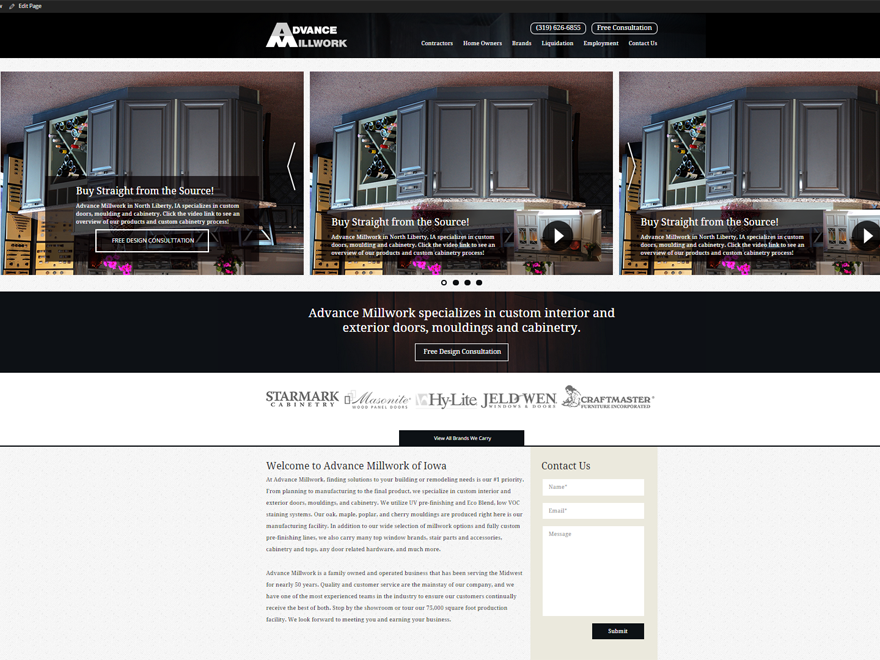 Edit Page
ADVANCE
MILLWORK
(319) 626-6855
Free Consultation
Contractors Home Owners Brands Liquidation Employment Contact Us
Buy Straight from the Source!
Advance Millwork in North Liberty, IA specializes in custom
doors, moulding and cabinetry. Click the video link to see an
overview of our products and custom cabinetry process!
FREE DESIGN CONSULTTATION
Buy Straight from the Source!
Advance Millwork in North Liberty, IA specializes in custom
doors, moulding and cabinetry. Click the video link to see an
overview of our products and custom cabinetry process!
Buy Straight from the Source!
Advance Millwork in North Liberty, IA specializes in custom
doors, moulding and cabinetry. Click the video link to see an
overview of our products and custom cabinetry process!
Advance Millwork specializes in custom interior and
exterior doors, mouldings and cabinetry.
Free Design Consultation
STARMARK
CABINETRY
Masonite
WOOD PANEL DOORS
Hy-Lite
JELD WEN
WINDOWS & DOORS
CRAFTMASTER
FURNITURE INCORPORATED
View All Brands We Carry
Welcome to Advance Millwork of Iowa
At Advance Millwork, finding solutions to your building or remodeling needs is our #1 priority.
From planning to manufacturing to the final product, we specialize in custom interior and
exterior doors, mouldings, and cabinetry. We utilize UV pre-finishing and Eco Blend, low VOC
staining systems. Our oak, maple, poplar, and cherry mouldings are produced right here is our
manufacturing facility. In addition to our wide selection of millwork options and fully custom
pre-finishing lines, we also carry many top window brands, stair parts and accessories,
cabinetry and tops, any door related hardware, and much more.
Advance Millwork is a family owned and operated business that has been serving the Midwest
for nearly 50 years. Quality and customer service are the mainstay of our company, and we
have one of the most experienced teams in the industry to ensure our customers continually
receive the best of both. Stop by the showroom or tour our 75,000 square foot production
facility. We look forward to meeting you and earning your business.
Contact Us
Name*
Email*
Message
Submit